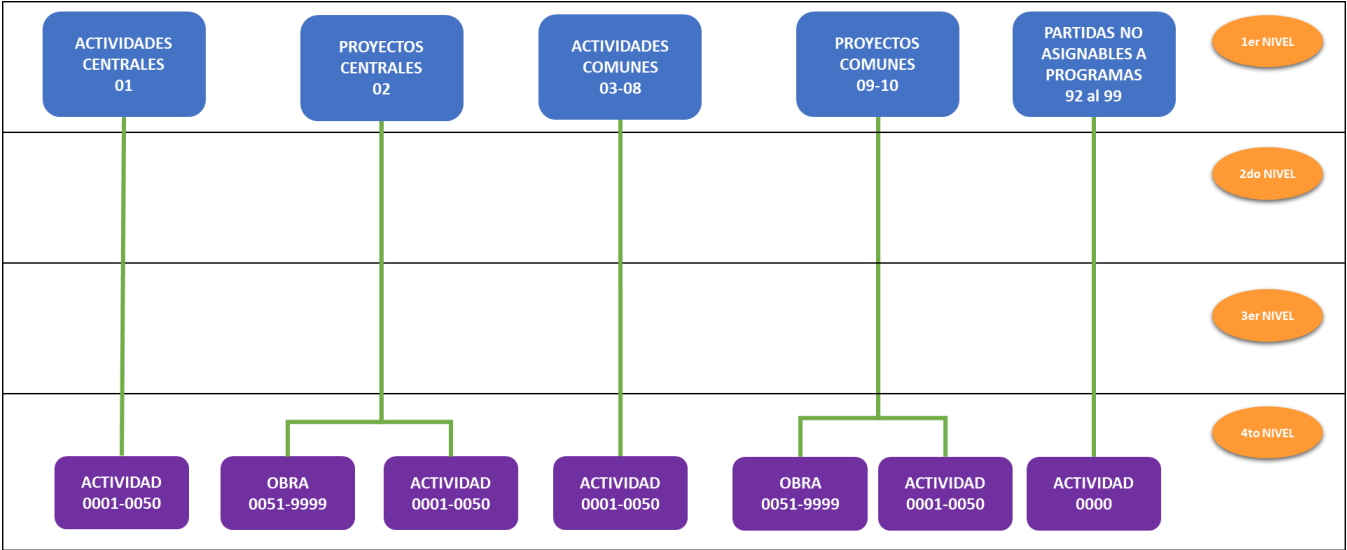 ACTIVIDADES
CENTRALES
01
PROYECTOS
CENTRALES
02
ACTIVIDADES
COMUNES
03-08
PROYECTOS
COMUNES
09-10
PARTIDAS NO
ASIGNABLES A
PROGRAMAS
92 al 99
1er NIVEL
2do NIVEL
3er NIVEL
4to NIVEL
ACTIVIDAD
0001-0050
OBRA
0051-9999
ACTIVIDAD
0001-0050
ACTIVIDAD
0001-0050
OBRA
0051-9999
ACTIVIDAD
0001-0050
ACTIVIDAD
0000